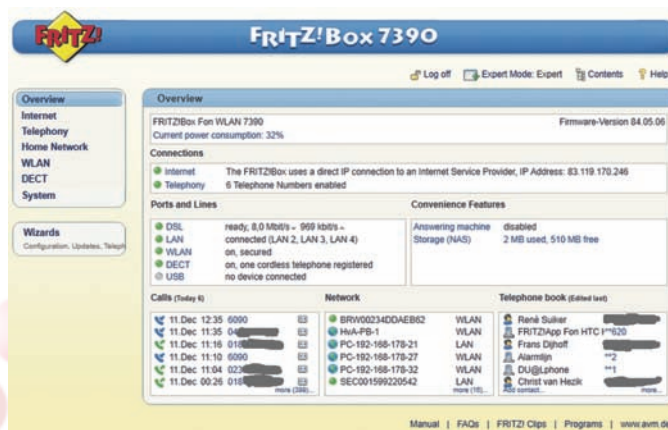 FRITZ!
FRITZ!Box 7390
Log off Expert Mode: Expert Contents Help
Overview
Internet
Telephony
Home Network
WLAN
DECT
System
Wizards
Configuration, Updates, Teleph
Overview
FRITZ!Box Fon WLAN 7390 Firmware-Version 84.05.06
Current power consumption: 32%
Connections
Internet The FRITZ!Box uses a direct IP connection to an Internet Service Provider, IP Address: 83.119.170.246
Telephony 6 Telephone Numbers enabled
Ports and Lines
DSL ready, 8,0 Mbit/s 969 kbit/s
LAN connected (LAN 2, LAN 3, LAN 4)
WLAN on, secured
DECT on, one cordless telephone registered
USB no device connected
Convenience Features
Answering machine disabled
Storage (NAS) 2 MB used, 510 MB free
Calls (Today 6)
11.Dec 12:35 6090
11.Dec 11:35 04
11.Dec 11:16 018
11.Dec 11:10 6090
11.Dec 11:04 023
11.Dec 00:26 018
more (399)...
Network
BRW00234DDAEB62 WLAN
HvA-PB-1 WLAN
PC-192-168-178-21 LAN
PC-192-168-178-27 WLAN
PC-192-168-178-32 WLAN
SEC001599220542 LAN
more (16)...
Telephone book (Edited last)
René Suiker
FRITZ!App Fon HTC **620
Frans Dijhoff
Alarmlijn **2
DU@Lphone **1
Christ van Hezik
Add contact... more...
Manual | FAQs | FRITZ! Clips | Programs | www.avm.de